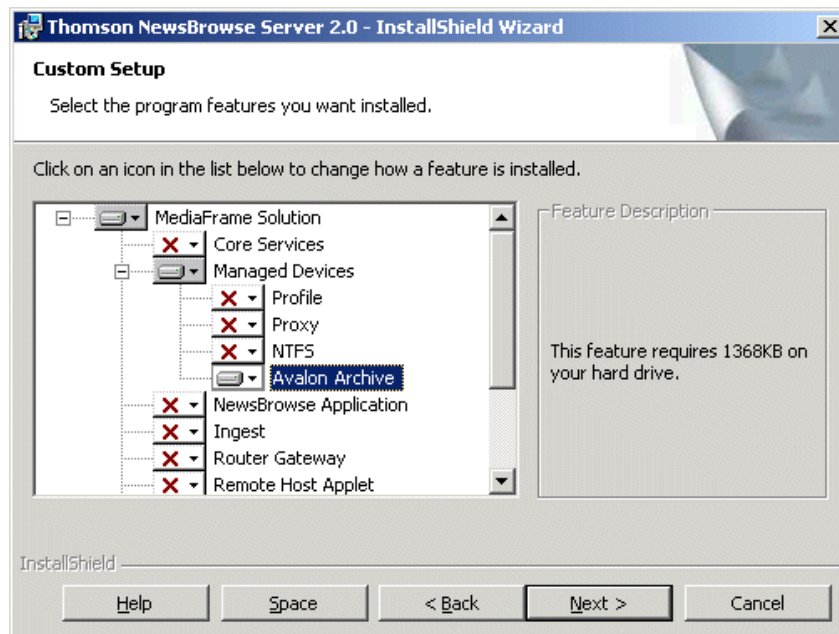 Thomson NewsBrowse Server 2.0 - InstallShield Wizard
Custom Setup
Select the program features you want installed.
Click on an icon in the list below to change how a feature is installed.
MediaFrame Solution
Core Services
Managed Devices
Profile
Proxy
NTFS
Avalon Archive
NewsBrowse Application
Ingest
Router Gateway
Remote Host Applet
Feature Description
This feature requires 1368KB on
your hard drive.
InstallShield
Help Space < Back Next > Cancel